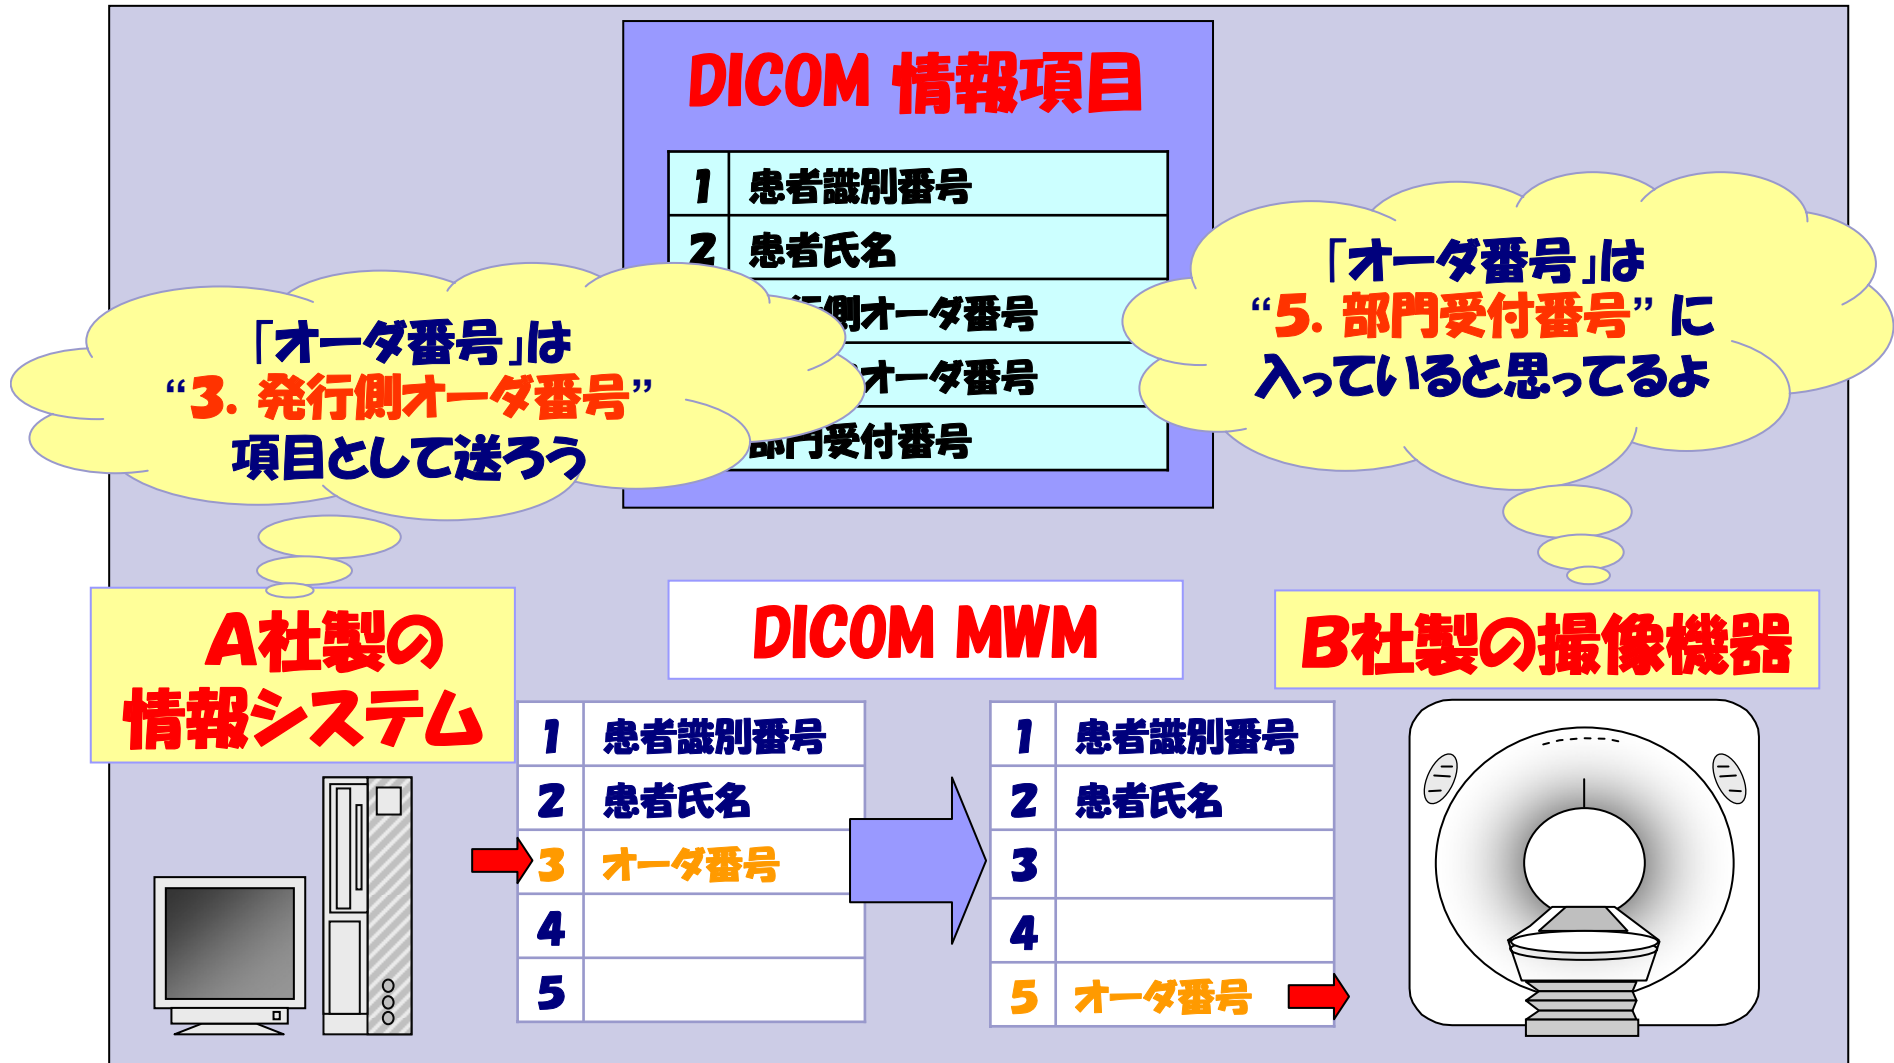 DICOM 情報項目
1 患者識別番号
2 患者氏名
行側オーダ番号
オーダ番号
部門受付番号
「オーダ番号」は
“3. 発行側オーダ番号”
項目として送ろう
「オーダ番号」は
“5. 部門受付番号” に
入っていると思ってるよ
A社製の
情報システム
DICOM MWM
B社製の撮像機器
1 患者識別番号
2 患者氏名
3 オーダ番号
4
5
1 患者識別番号
2 患者氏名
3
4
5 オーダ番号